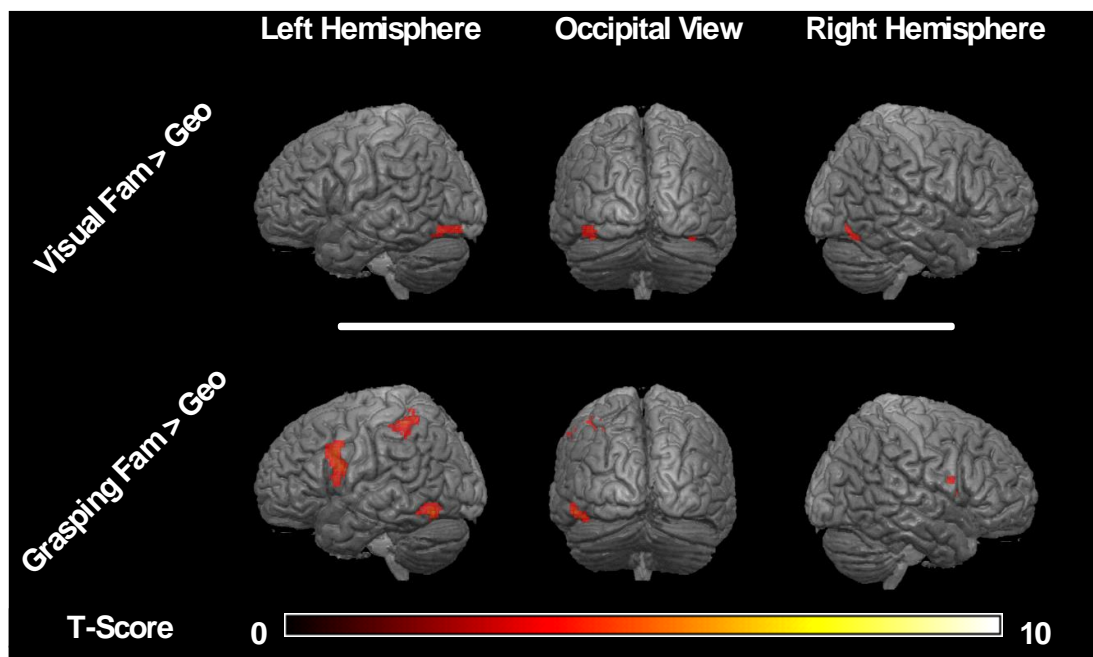 Left Hemisphere Occipital View Right Hemisphere
Visual Fam > Geo
Grasping Fam > Geo
T-Score 0 10